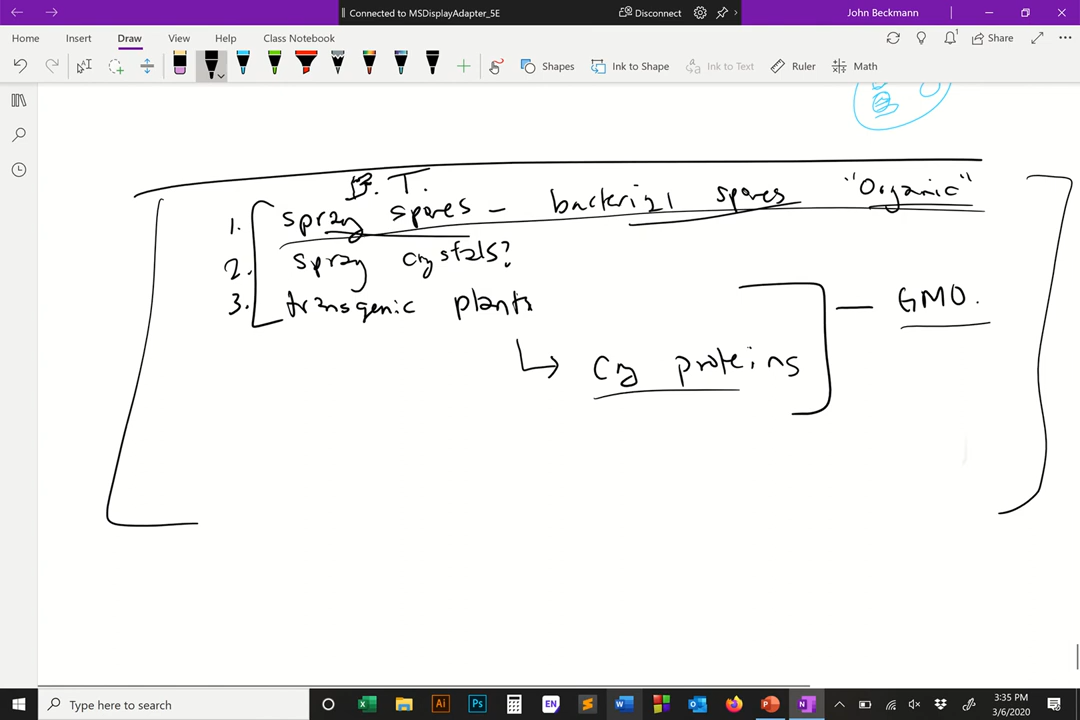 Connected to MSDisplayAdapter_5E
Disconnect
John Beckmann
Home Insert Draw View Help Class Notebook
Share
Shapes Ink to Shape Ink to Text Ruler Math
B. T.
1. spray spores - bacterial spores "Organic"
2. spray crystals?
3. transgenic plants
GMO.
Cry proteins
Type here to search
EN
3:35 PM
3/6/2020